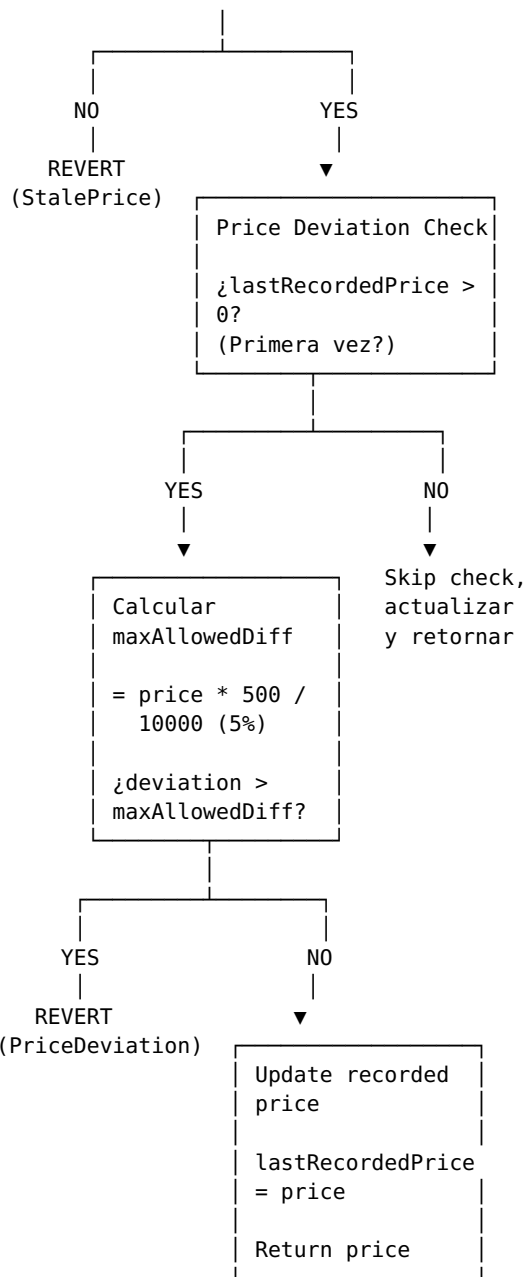 NO YES
REVERT
(StalePrice)
Price Deviation Check
¿lastRecordedPrice >
0?
(Primera vez?)
YES NO
Calcular
maxAllowedDiff
= price * 500 /
10000 (5%)
¿deviation >
maxAllowedDiff?
Skip check,
actualizar
y retornar
YES NO
REVERT
(PriceDeviation)
Update recorded
price
lastRecordedPrice
= price
Return price